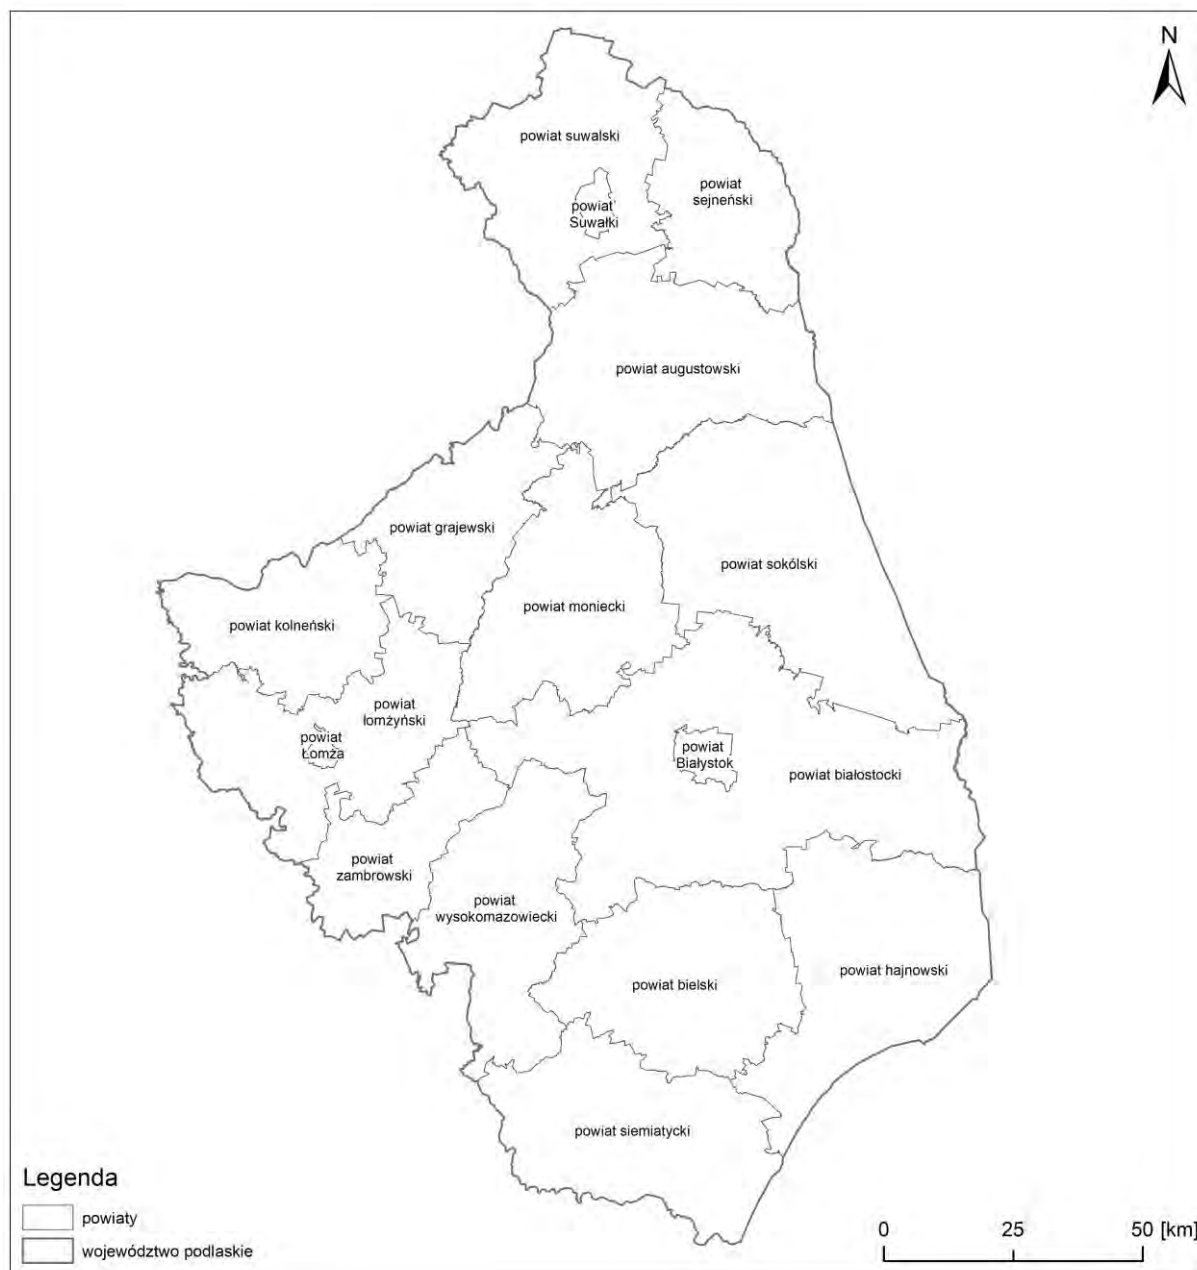 N
powiat suwalski
powiat
sejneński
powiat
Suwałki
powiat augustowski
powiat grajewski
powiat sokólski
powiat moniecki
powiat kolneński
powiat
łomżyński
powiat
Łomża
powiat
Białystok
powiat białostocki
powiat
zambrowski
powiat
wysokomazowiecki
powiat hajnowski
powiat bielski
powiat siemiatycki
Legenda
powiaty
województwo podlaskie
0 25 50 [km]